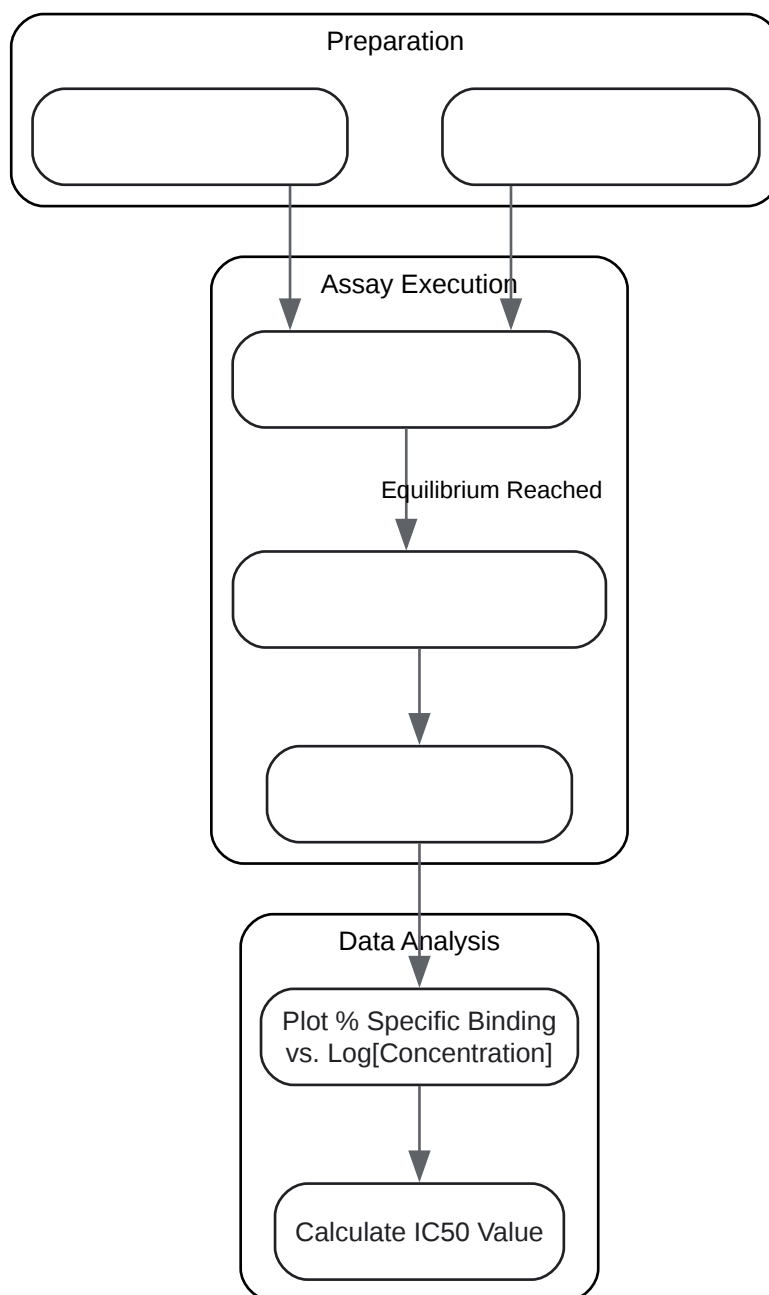 Preparation
Assay Execution
Equilibrium Reached
Data Analysis
Plot % Specific Binding
vs. Log[Concentration]
Calculate IC50 Value